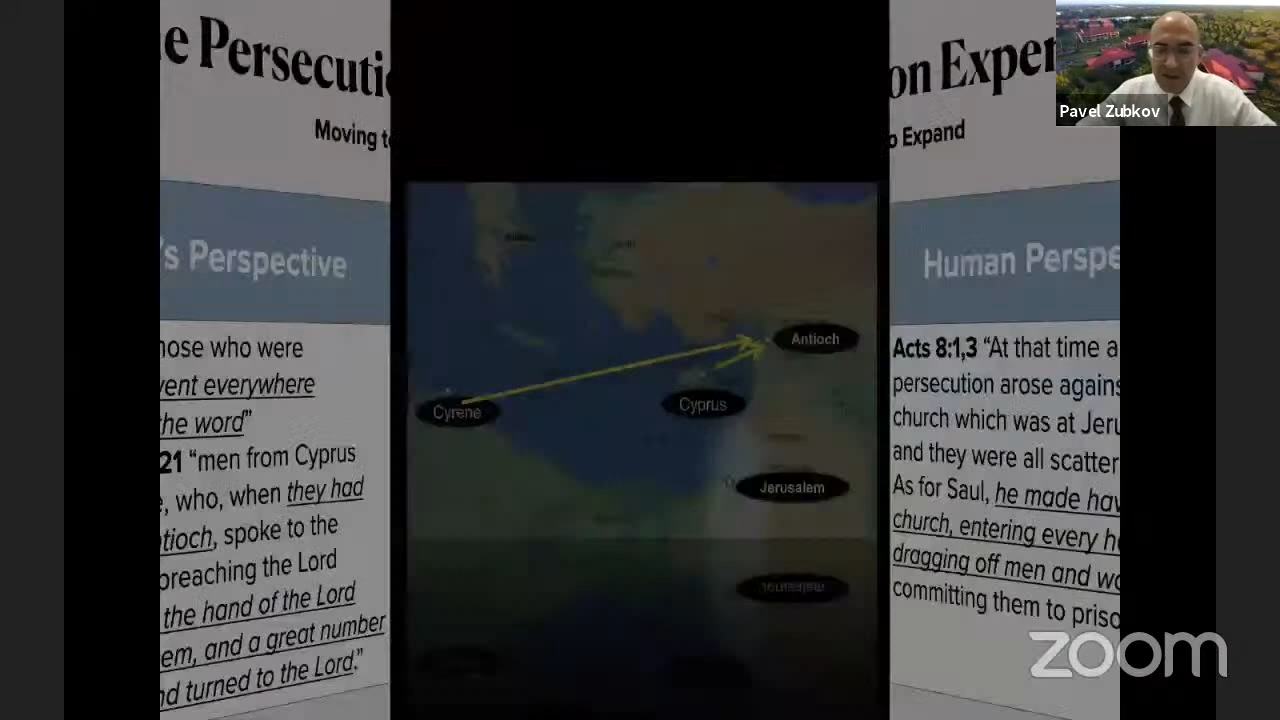 e Persecuti
Moving to
's Perspective
hose who were
vent everywhere
the word"
21 "men from Cyprus
e, who, when they had
tioch, spoke to the
preaching the Lord
the hand of the Lord
em, and a great number
nd turned to the Lord."
Antioch
Cyrene
Cyprus
Jerusalem
on Exper
o Expand
Human Perspe
Acts 8:1,3 "At that time a
persecution arose agains
church which was at Jeru
and they were all scatter
As for Saul, he made hav
church, entering every h
dragging off men and wo
committing them to priso
Pavel Zubkov
zoom